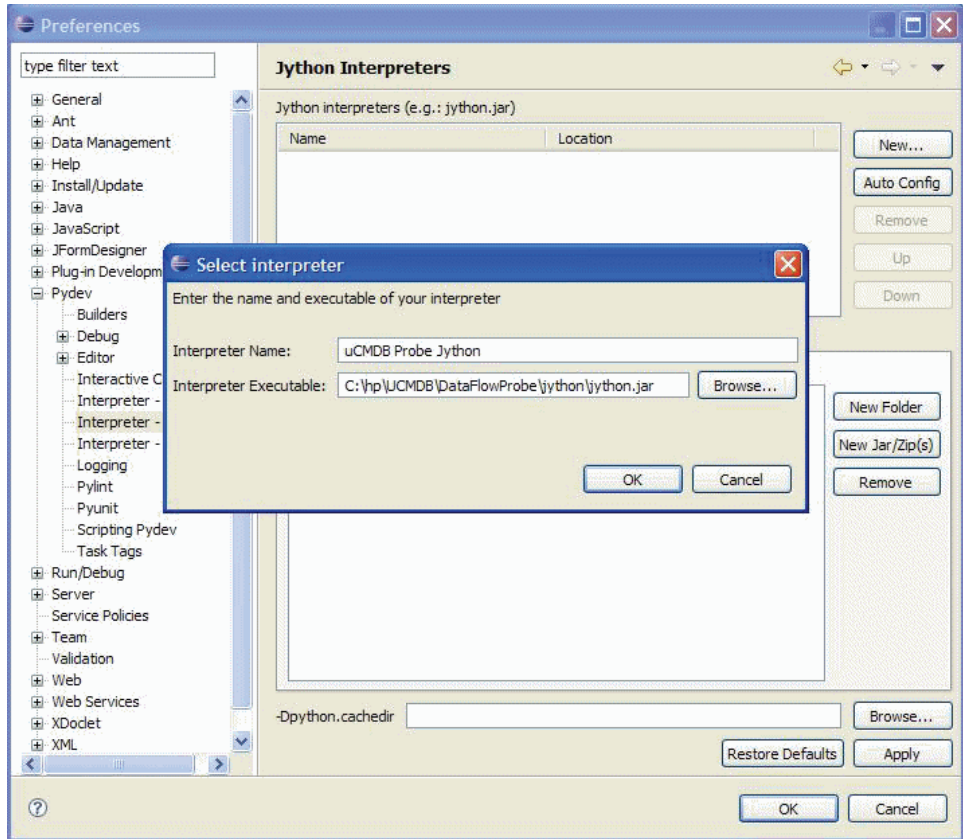 Preferences
type filter text
Jython Interpreters
General
Ant
Data Management
Help
Install/Update
Java
JavaScript
JFormDesigner
Plug-in Developm
Pydev
Builders
Debug
Editor
Interactive C
Interpreter -
Interpreter -
Interpreter -
Logging
Pylint
Pyunit
Scripting Pydev
Task Tags
Run/Debug
Server
Service Policies
Team
Validation
Web
Web Services
XDoclet
XML
Jython interpreters (e.g.: jython.jar)
Name Location
New...
Auto Config
Remove
Up
Down
Select interpreter
Enter the name and executable of your interpreter
Interpreter Name: uCMDB Probe Jython
Interpreter Executable: C:\hp\UCMDB\DataFlowProbe\jython\jython.jar Browse...
OK Cancel
New Folder
New Jar/Zip(s)
Remove
-Dpython.cachedir Browse...
Restore Defaults Apply
? OK Cancel